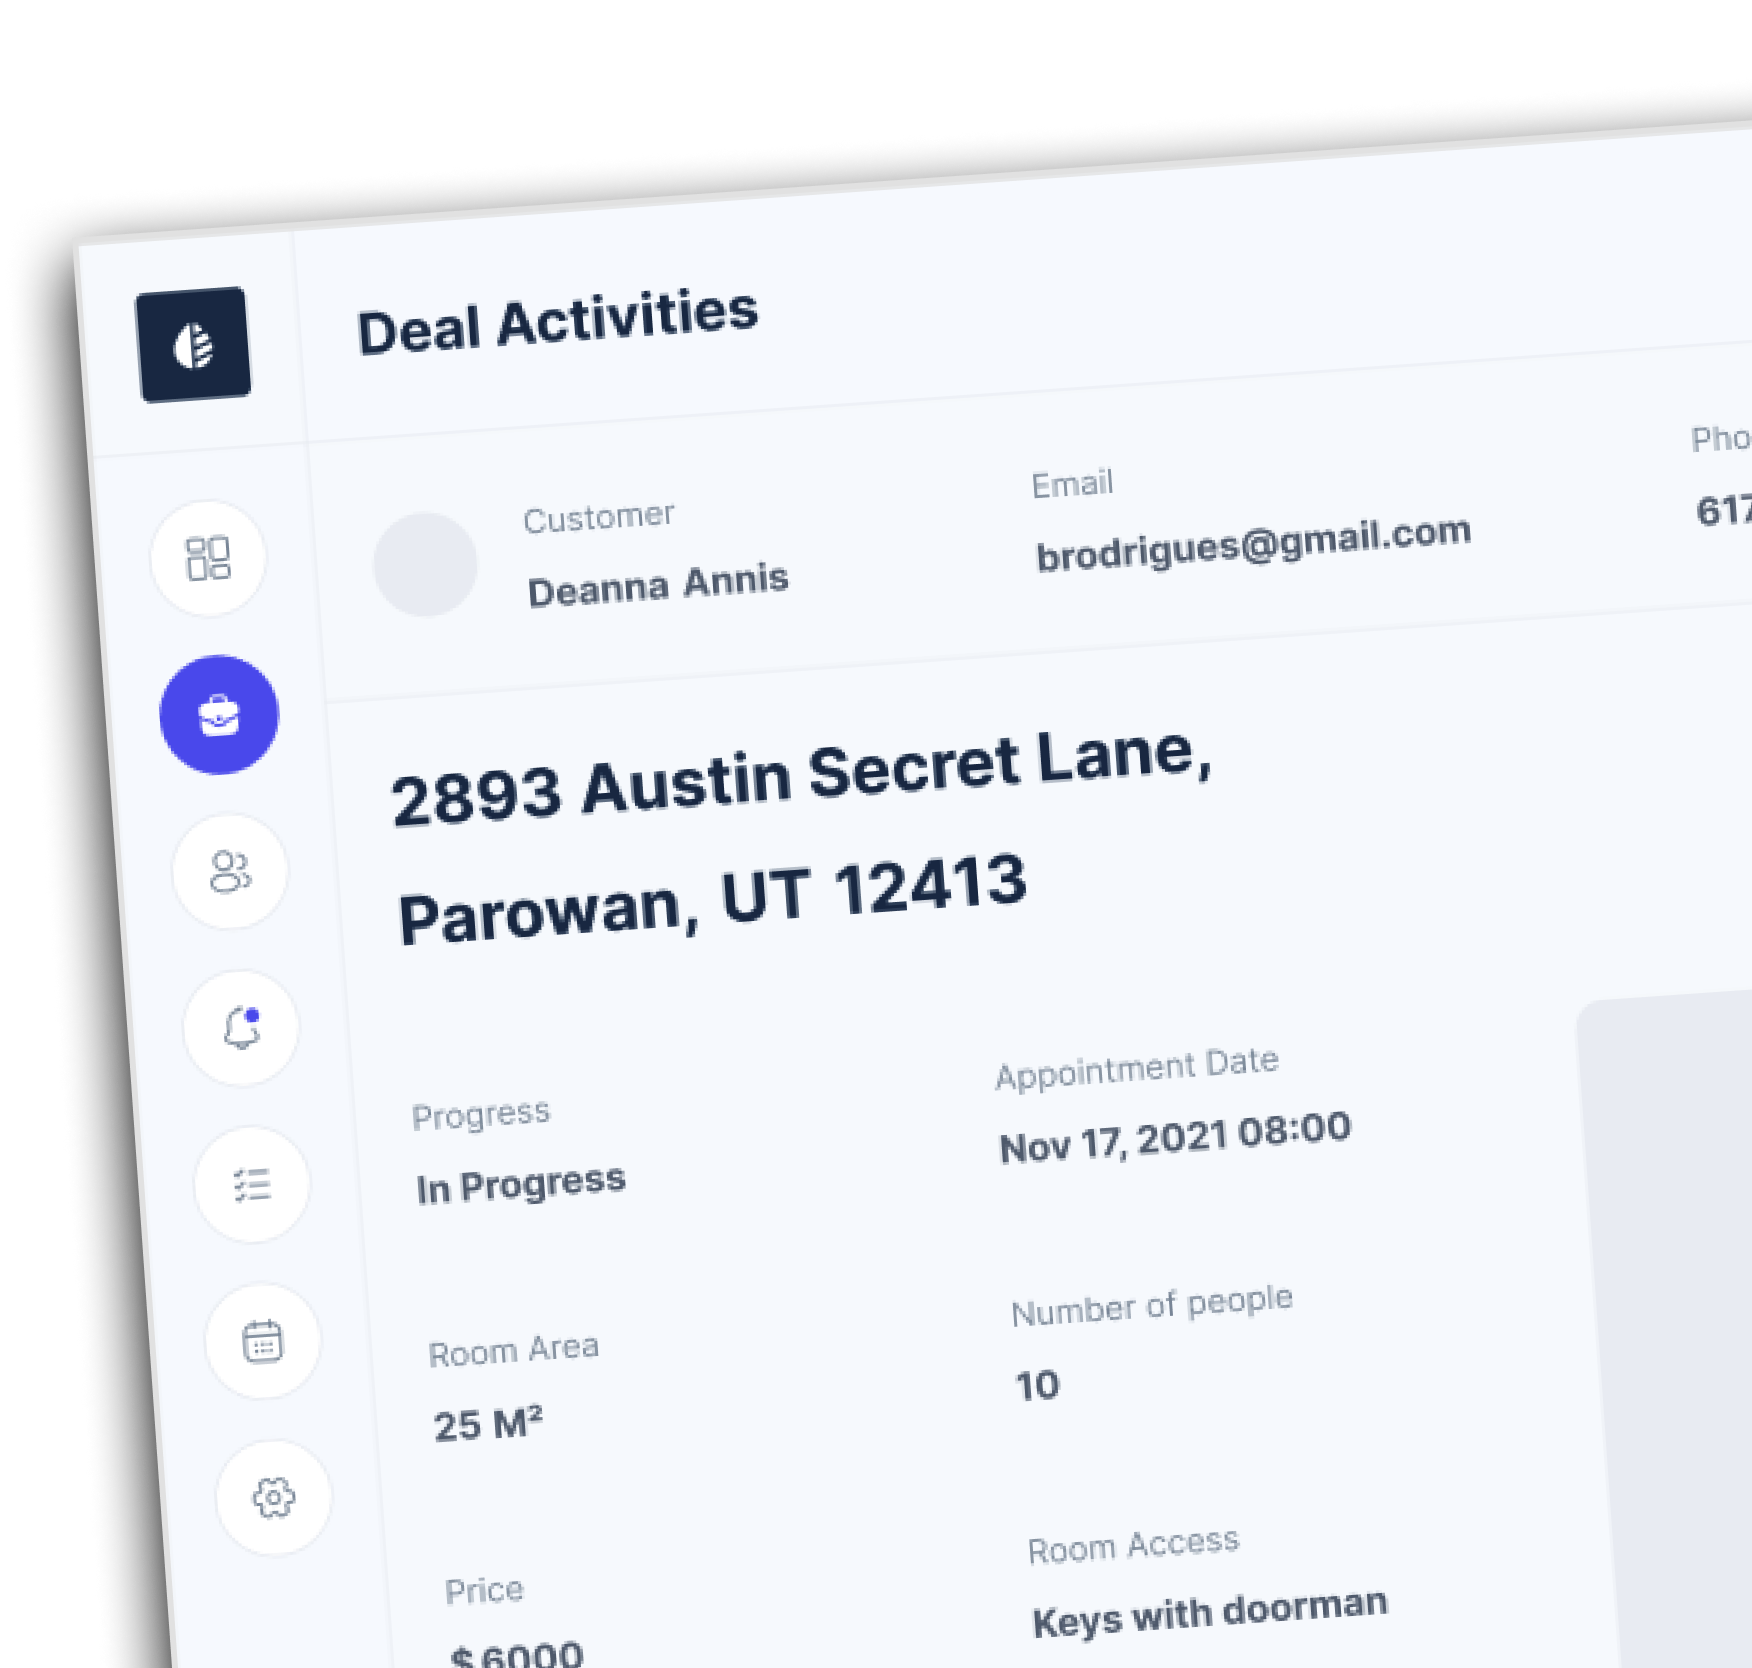 Deal Activities
Customer
Deanna Annis
Email
brodrigues@gmail.com
Pho
617
2893 Austin Secret Lane,
Parowan, UT 12413
Progress
In Progress
Appointment Date
Nov 17, 2021 08:00
Room Area
25 M²
Number of people
10
Price
$6000
Room Access
Keys with doorman